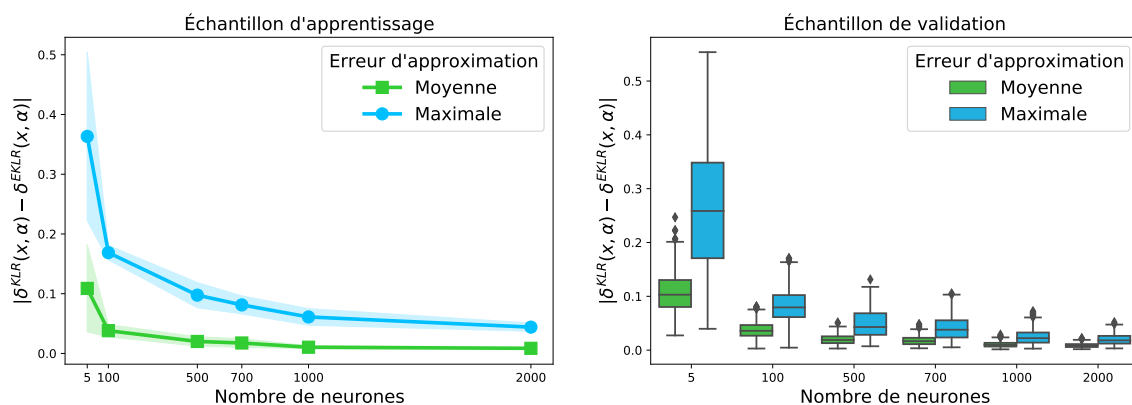 Échantillon d'apprentissage
Erreur d'approximation
Moyenne
Maximale
|δ^{KLR}(x, α) − δ^{EKLR}(x, α)|
0.5
0.4
0.3
0.2
0.1
0.0
5 100 500 700 1000 2000
Nombre de neurones
Échantillon de validation
Erreur d'approximation
Moyenne
Maximale
|δ^{KLR}(x, α) − δ^{EKLR}(x, α)|
0.5
0.4
0.3
0.2
0.1
0.0
5 100 500 700 1000 2000
Nombre de neurones